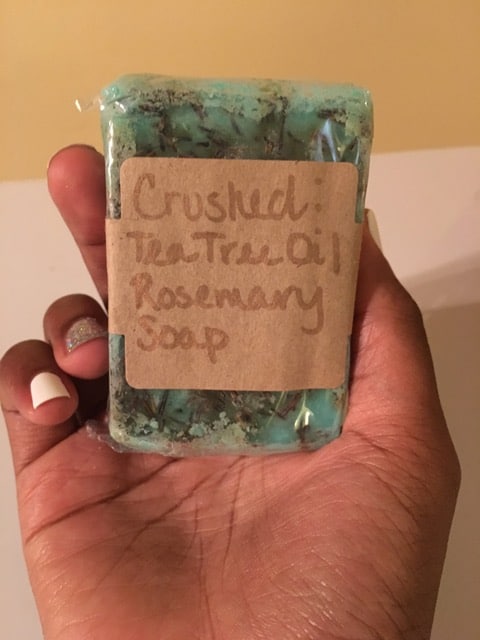 Crushed:
Tea Tree Oil
Rosemary
Soap